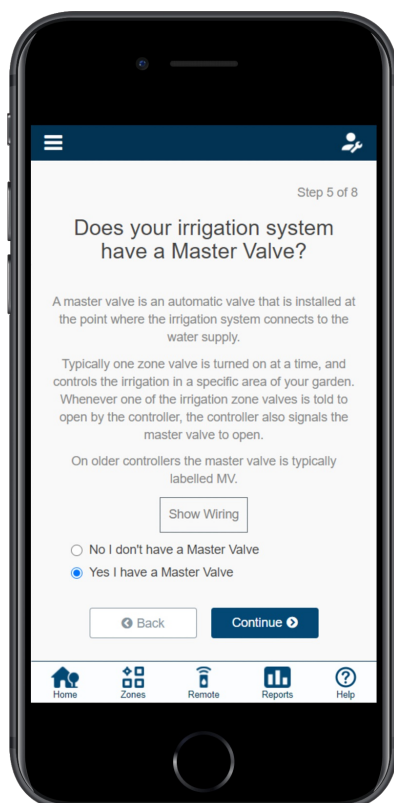 Step 5 of 8
Does your irrigation system
have a Master Valve?
A master valve is an automatic valve that is installed at
the point where the irrigation system connects to the
water supply.
Typically one zone valve is turned on at a time, and
controls the irrigation in a specific area of your garden.
Whenever one of the irrigation zone valves is told to
open by the controller, the controller also signals the
master valve to open.
On older controllers the master valve is typically
labelled MV.
Show Wiring
No I don't have a Master Valve
Yes I have a Master Valve
Back Continue
Home Zones Remote Reports Help